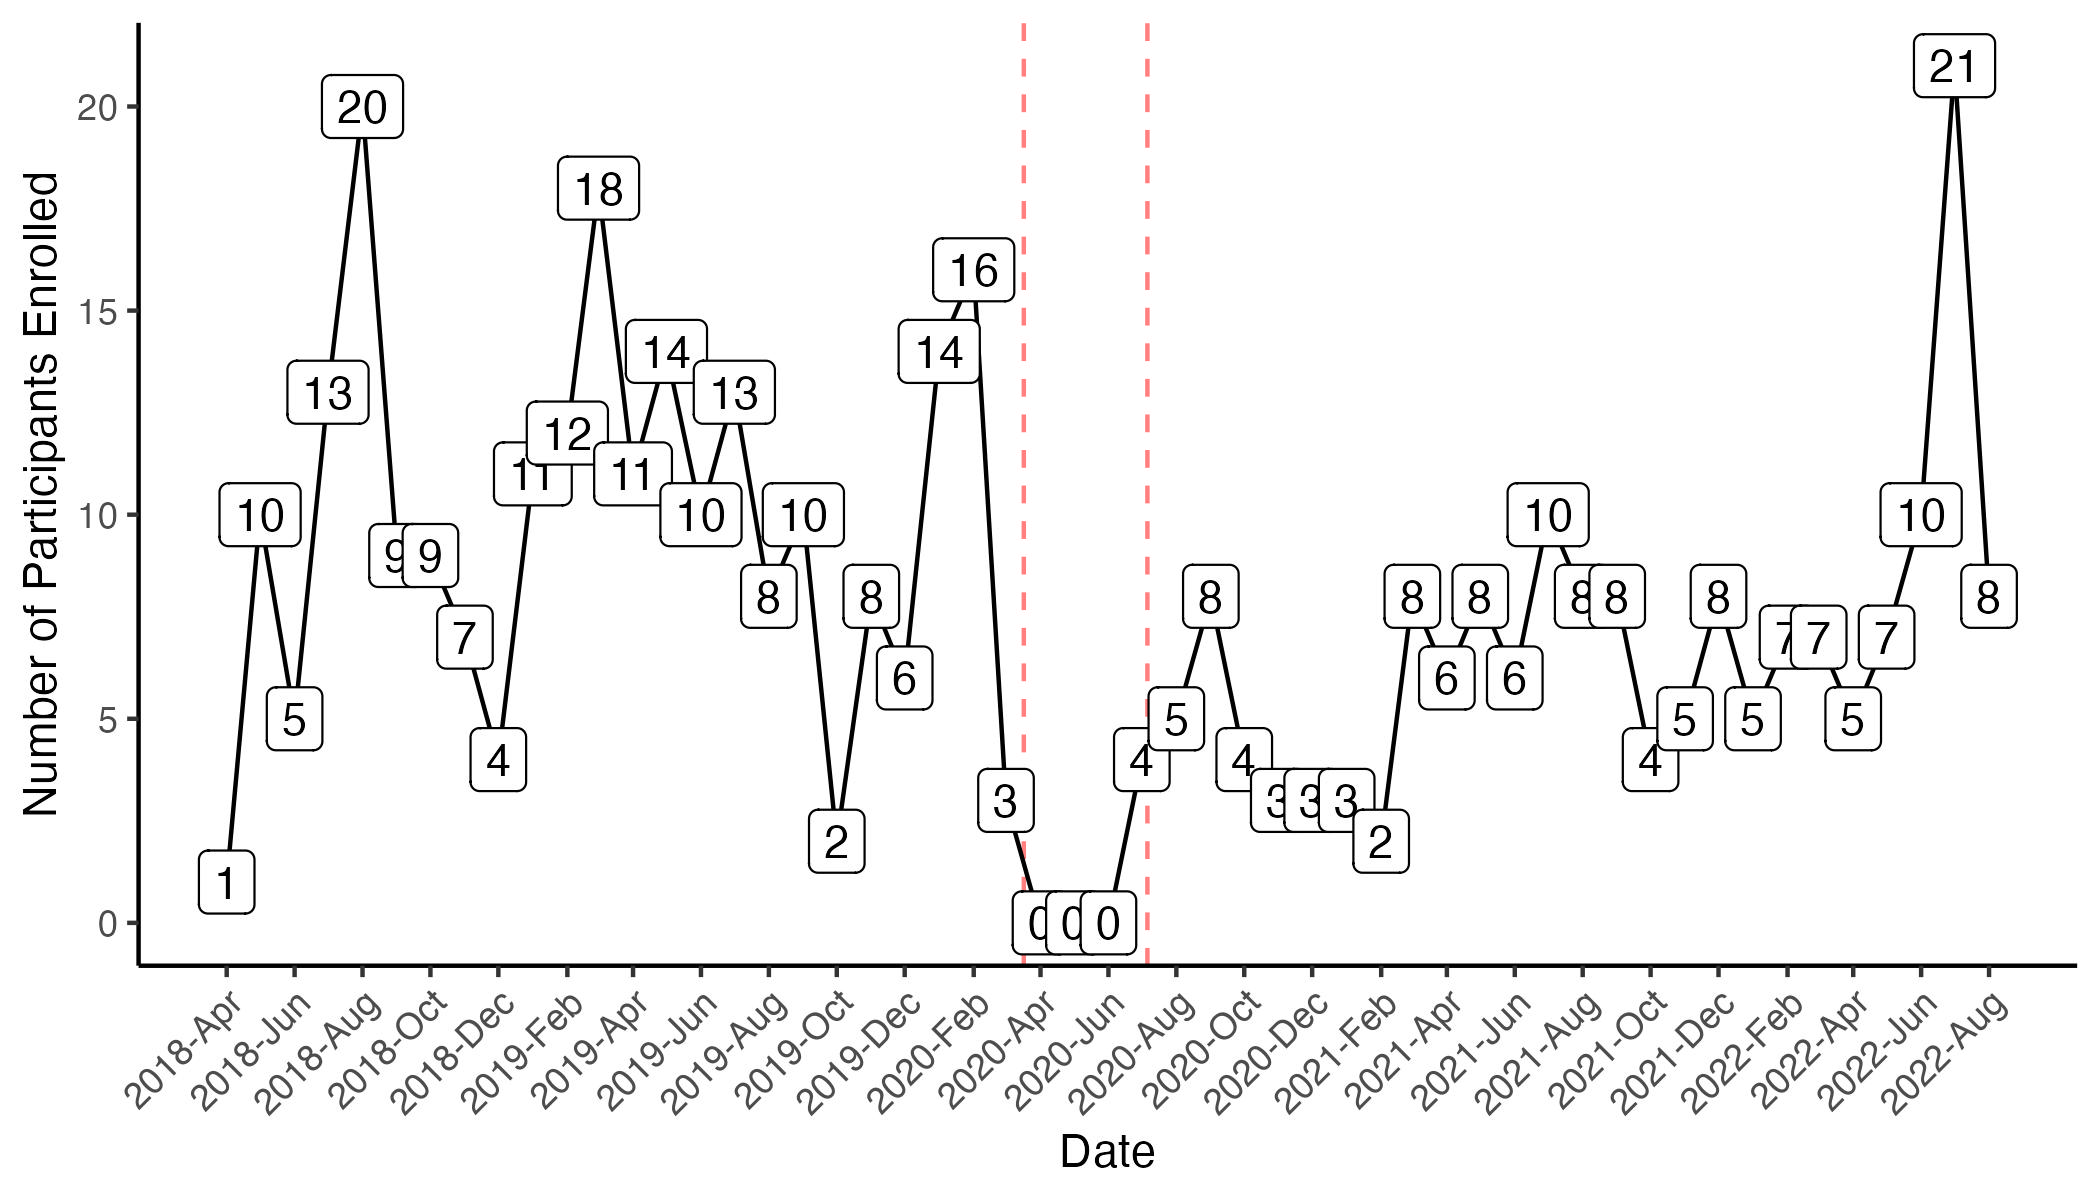 Number of Participants Enrolled
20
15
10
5
0
1
10
5
13
20
9
9
7
4
11
12
18
11
14
10
13
8
10
2
8
6
14
16
3
0
0
0
4
5
8
4
3
3
3
2
8
6
8
6
10
8
8
4
5
8
5
7
7
5
7
10
21
8
2018-Apr
2018-Jun
2018-Aug
2018-Oct
2018-Dec
2019-Feb
2019-Apr
2019-Jun
2019-Aug
2019-Oct
2019-Dec
2020-Feb
2020-Apr
2020-Jun
2020-Aug
2020-Oct
2020-Dec
2021-Feb
2021-Apr
2021-Jun
2021-Aug
2021-Oct
2021-Dec
2022-Feb
2022-Apr
2022-Jun
2022-Aug
Date